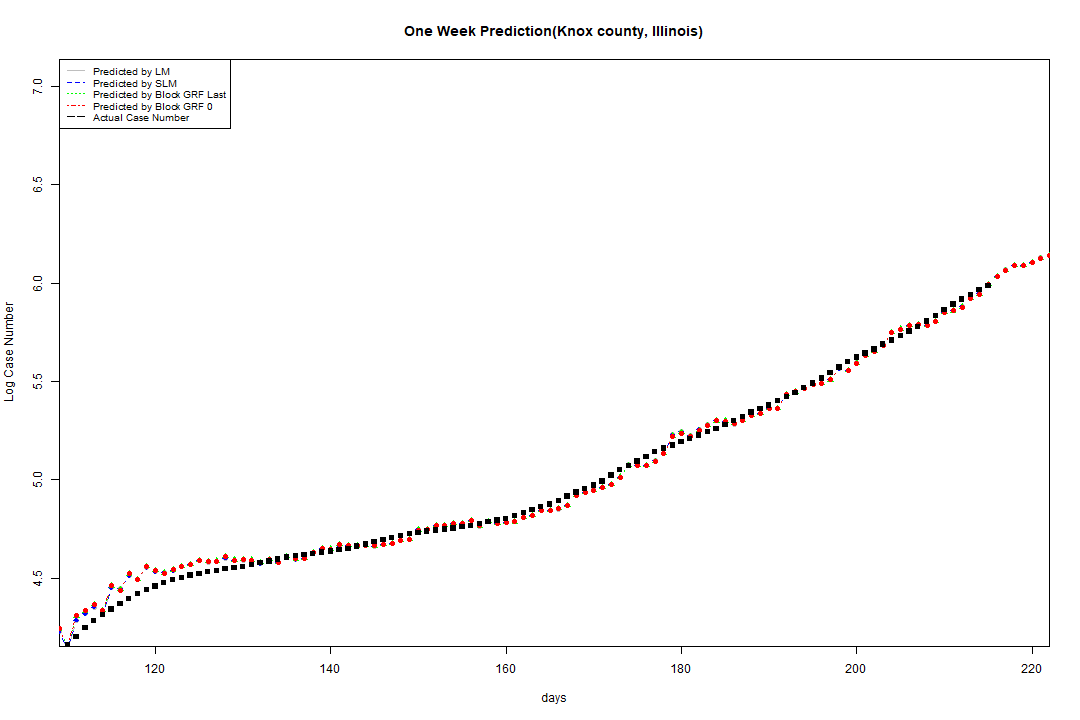 One Week Prediction(Knox county, Illinois)
Predicted by LM
Predicted by SLM
Predicted by Block GRF Last
Predicted by Block GRF 0
Actual Case Number
7.0
6.5
6.0
5.5
5.0
4.5
Log Case Number
120 140 160 180 200 220
days